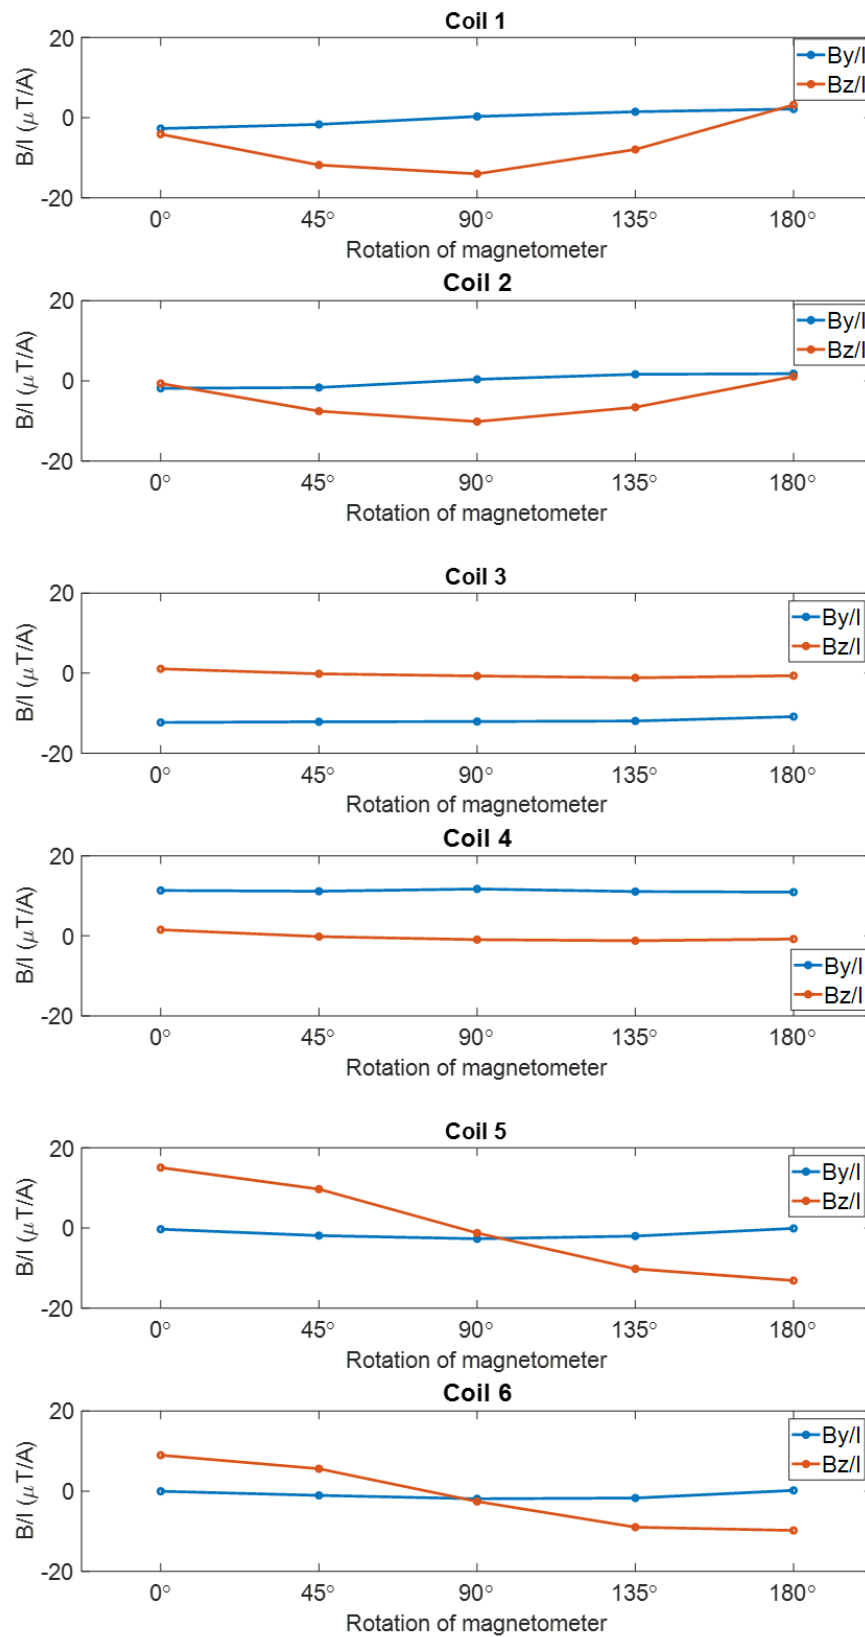 Coil 1
20
0
-20
B/I (μT/A)
By/I
Bz/I
0° 45° 90° 135° 180°
Rotation of magnetometer
Coil 2
20
0
-20
B/I (μT/A)
By/I
Bz/I
0° 45° 90° 135° 180°
Rotation of magnetometer
Coil 3
20
0
-20
B/I (μT/A)
By/I
Bz/I
0° 45° 90° 135° 180°
Rotation of magnetometer
Coil 4
20
0
-20
B/I (μT/A)
By/I
Bz/I
0° 45° 90° 135° 180°
Rotation of magnetometer
Coil 5
20
0
-20
B/I (μT/A)
By/I
Bz/I
0° 45° 90° 135° 180°
Rotation of magnetometer
Coil 6
20
0
-20
B/I (μT/A)
By/I
Bz/I
0° 45° 90° 135° 180°
Rotation of magnetometer